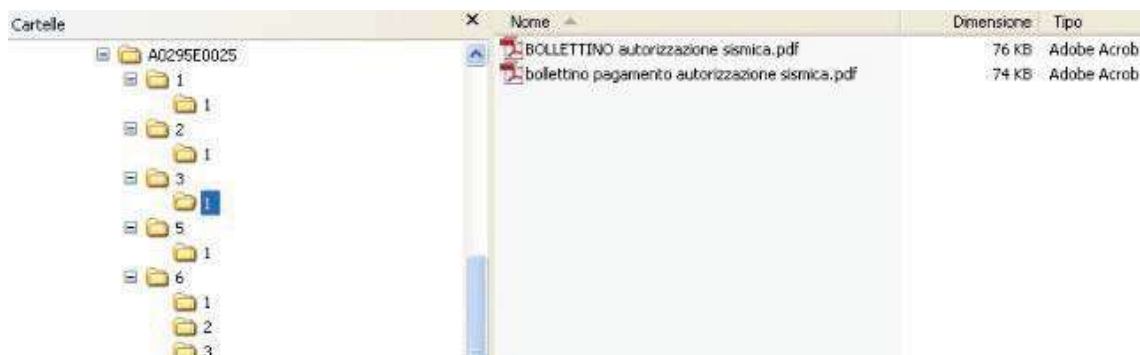 Cartelle
A0295E0025
1
1
2
1
3
1
5
1
6
1
2
3
Nome Dimensione Tipo
BOLLETTINO autorizzazione sismica.pdf 76 KB Adobe Acrob
bollettino pagamento autorizzazione sismica.pdf 74 KB Adobe Acrob